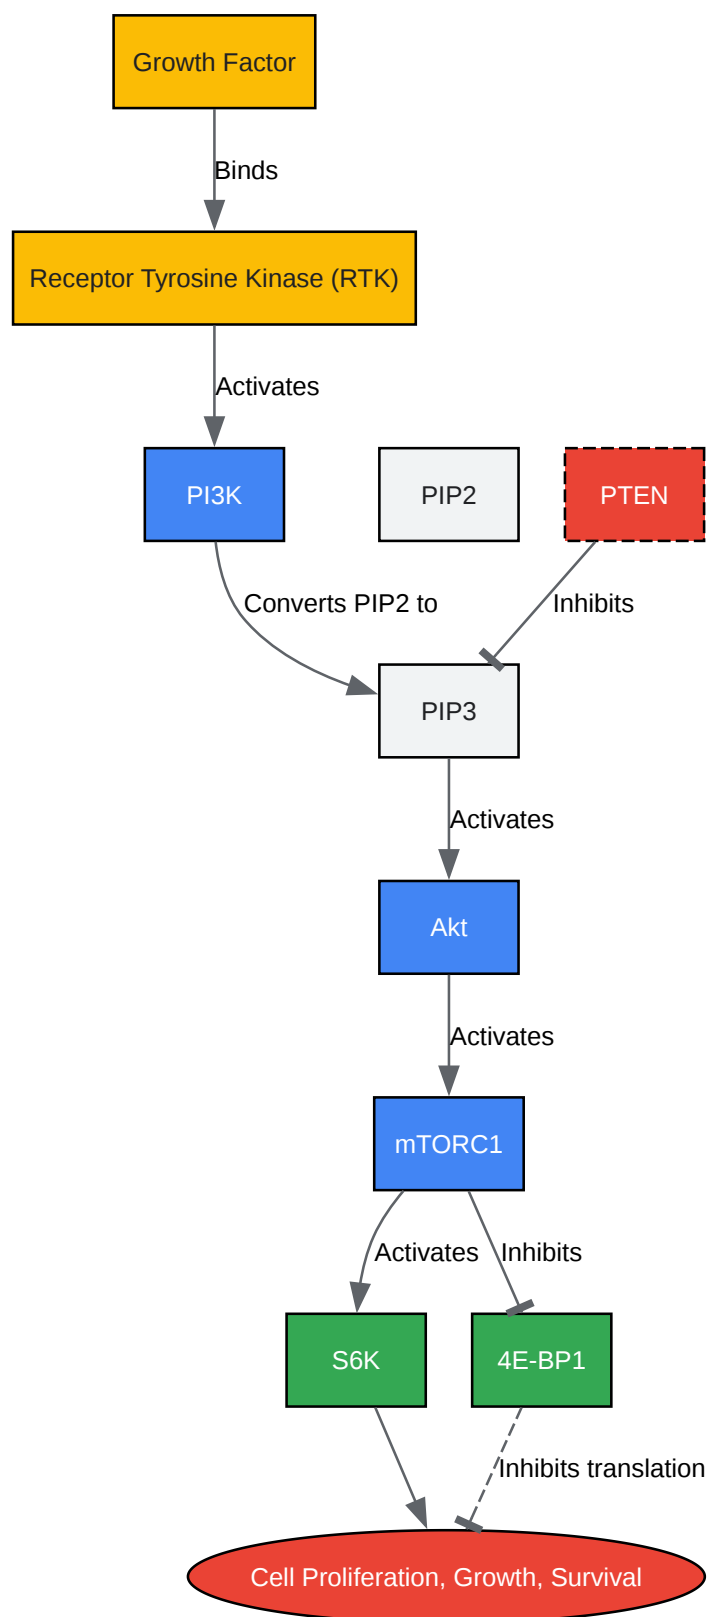 Growth Factor
Binds
Receptor Tyrosine Kinase (RTK)
Activates
PI3K
PIP2
PTEN
Converts PIP2 to
Inhibits
PIP3
Activates
Akt
Activates
mTORC1
Activates
Inhibits
S6K
4E-BP1
Inhibits translation
Cell Proliferation, Growth, Survival